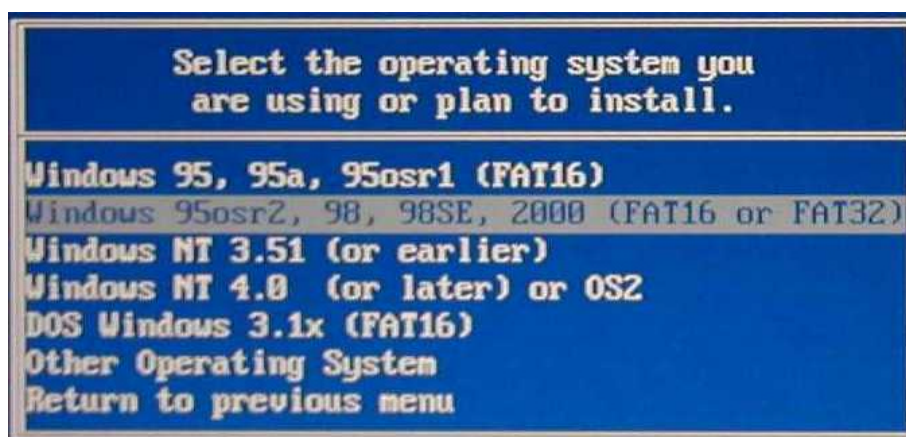 Select the operating system you
are using or plan to install.
Windows 95, 95a, 95osr1 (FAT16)
Windows 95osr2, 98, 98SE, 2000 (FAT16 or FAT32)
Windows NT 3.51 (or earlier)
Windows NT 4.0 (or later) or OS2
DOS Windows 3.1x (FAT16)
Other Operating System
Return to previous menu